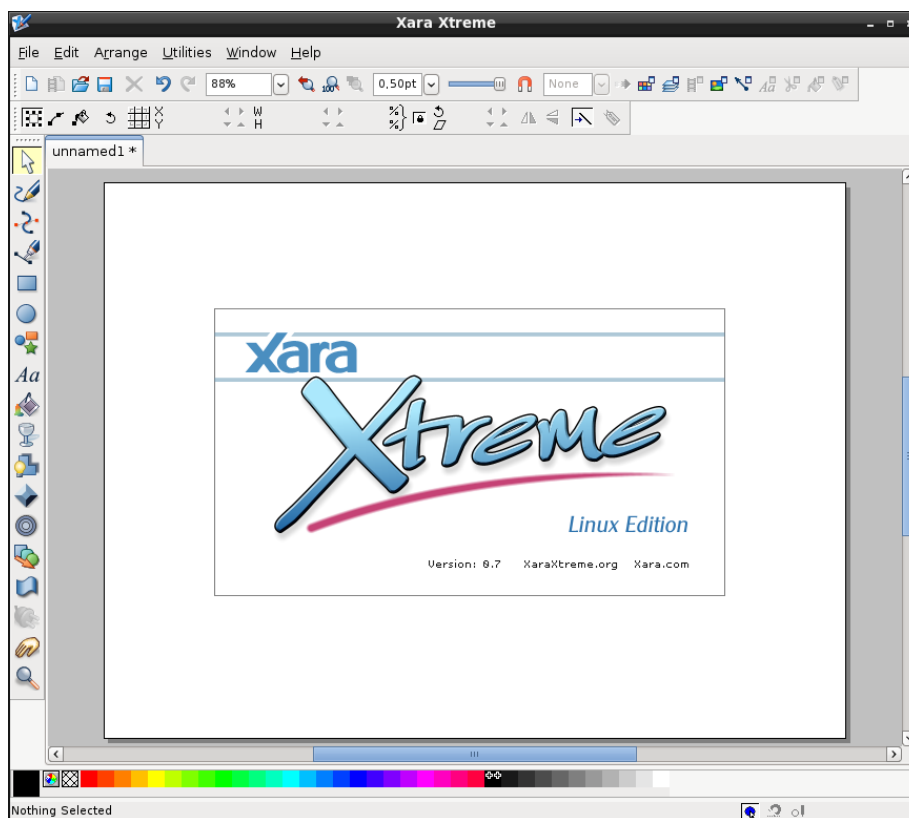 Xara Xtreme
File Edit Arrange Utilities Window Help
88% 0,50pt None
X Y W H % %
unnamed1 *
Aa
xara
Xtreme
Linux Edition
Version: 0.7 XaraXtreme.org Xara.com
Nothing Selected